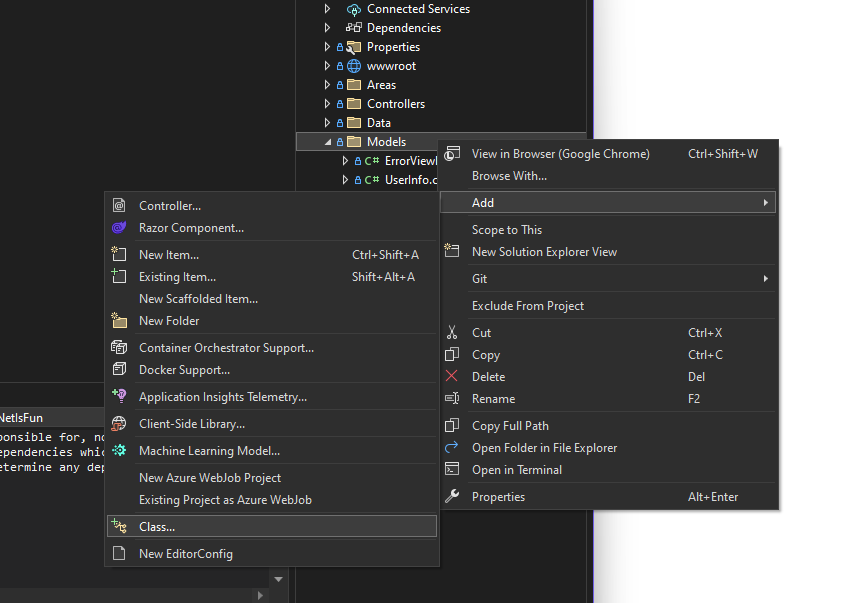 Connected Services
Dependencies
Properties
wwwroot
Areas
Controllers
Data
Models
C# ErrorView
C# UserInfo.c
View in Browser (Google Chrome) Ctrl+Shift+W
Browse With...
Add
Scope to This
New Solution Explorer View
Git
Exclude From Project
Cut Ctrl+X
Copy Ctrl+C
Delete Del
Rename F2
Copy Full Path
Open Folder in File Explorer
Open in Terminal
Properties Alt+Enter
Controller...
Razor Component...
New Item... Ctrl+Shift+A
Existing Item... Shift+Alt+A
New Scaffolded Item...
New Folder
Container Orchestrator Support...
Docker Support...
Application Insights Telemetry...
Client-Side Library...
Machine Learning Model...
New Azure WebJob Project
Existing Project as Azure WebJob
Class...
New EditorConfig
NetIsFun
ponsible for, no
ependencies whic
etermine any dep